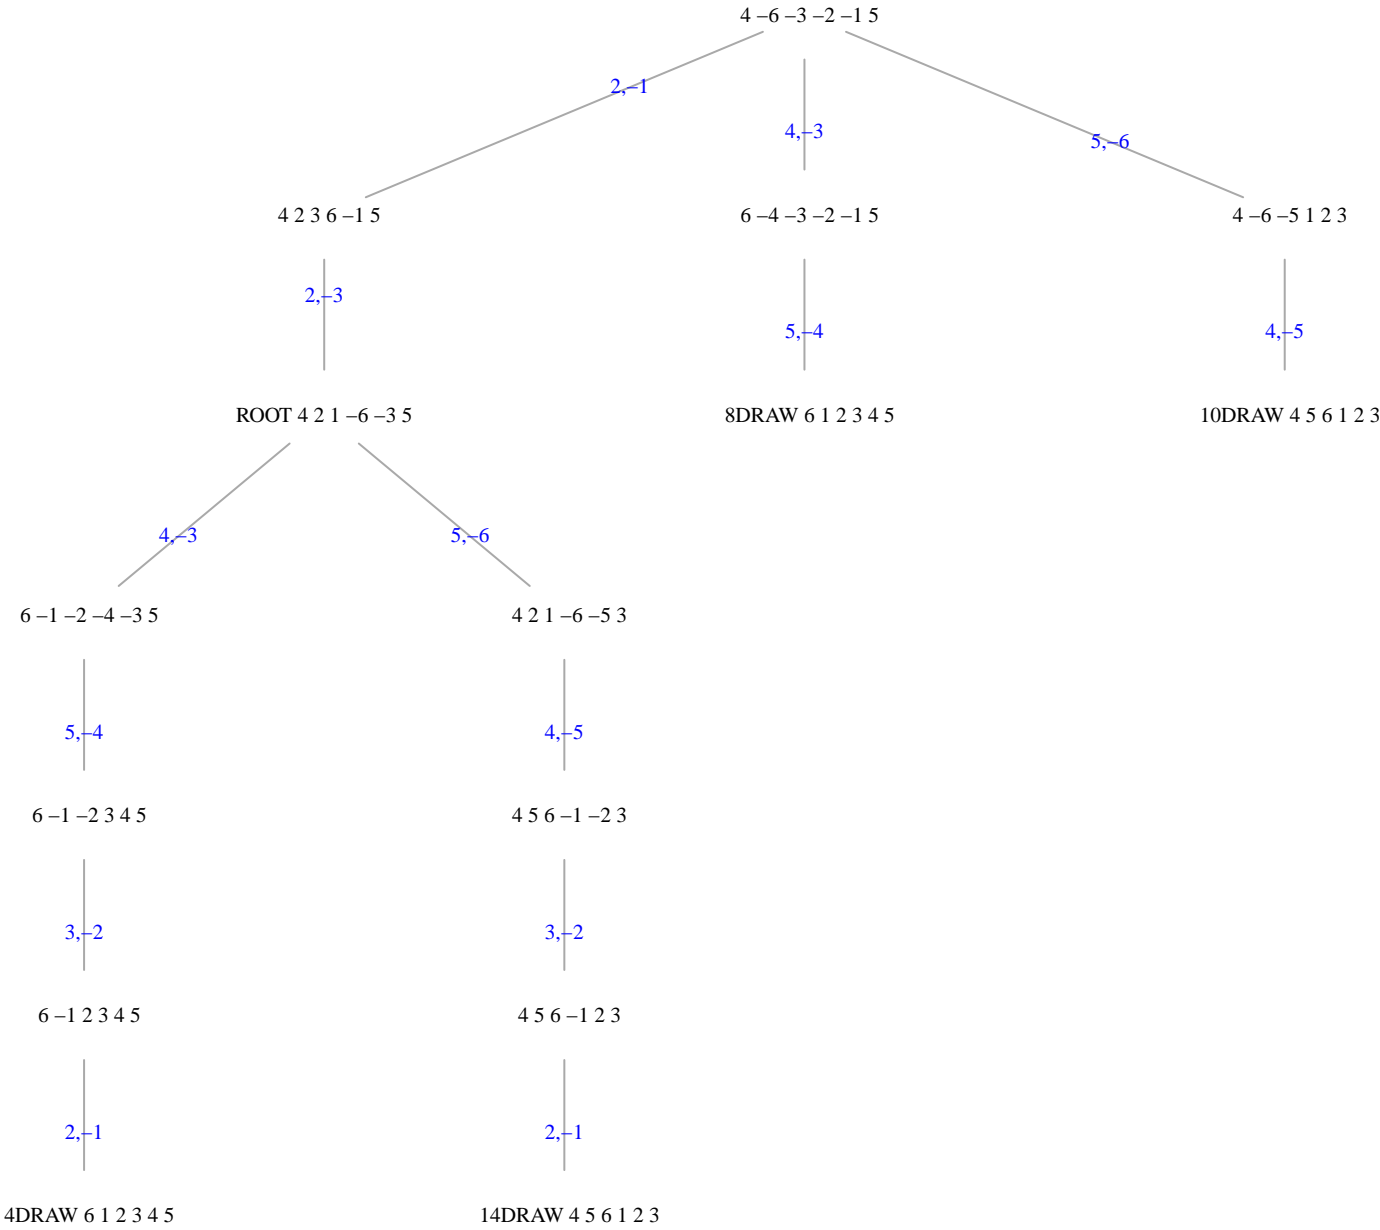 4 –6 –3 –2 –1 5
2,–1
4,–3
5,–6
4 2 3 6 –1 5
6 –4 –3 –2 –1 5
4 –6 –5 1 2 3
2,–3
5,–4
4,–5
ROOT 4 2 1 –6 –3 5
8DRAW 6 1 2 3 4 5
10DRAW 4 5 6 1 2 3
4,–3
5,–6
6 –1 –2 –4 –3 5
4 2 1 –6 –5 3
5,–4
4,–5
6 –1 –2 3 4 5
4 5 6 –1 –2 3
3,–2
3,–2
6 –1 2 3 4 5
4 5 6 –1 2 3
2,–1
2,–1
4DRAW 6 1 2 3 4 5
14DRAW 4 5 6 1 2 3